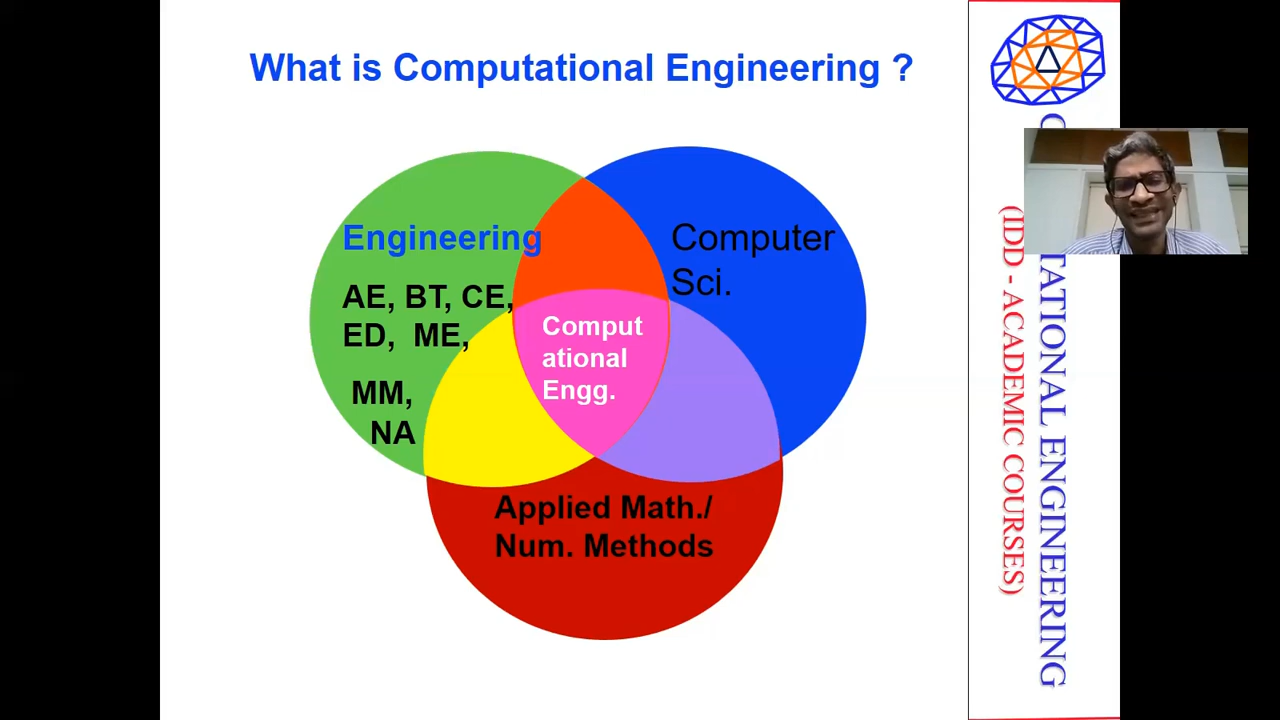 What is Computational Engineering ?
Engineering
AE, BT, CE,
ED, ME,
MM,
NA
Computer
Sci.
Comput
ational
Engg.
Applied Math./
Num. Methods
TATIONAL ENGINEERING
(IDD - ACADEMIC COURSES)